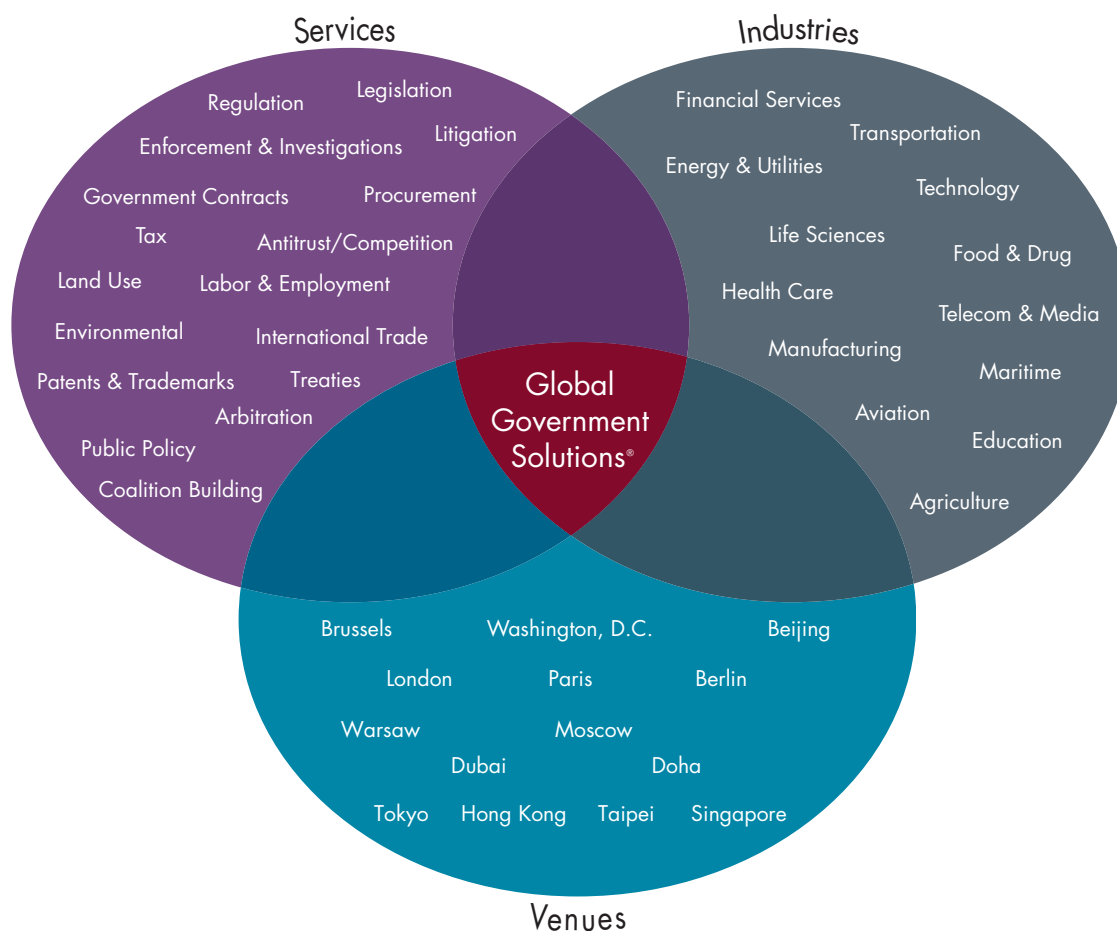 Services
Regulation
Legislation
Enforcement & Investigations
Litigation
Government Contracts
Procurement
Tax
Antitrust/Competition
Land Use
Labor & Employment
Environmental
International Trade
Patents & Trademarks
Treaties
Arbitration
Public Policy
Coalition Building
Industries
Financial Services
Transportation
Energy & Utilities
Technology
Life Sciences
Food & Drug
Health Care
Telecom & Media
Manufacturing
Maritime
Aviation
Education
Agriculture
Global
Government
Solutions®
Brussels
Washington, D.C.
Beijing
London
Paris
Berlin
Warsaw
Moscow
Dubai
Doha
Tokyo
Hong Kong
Taipei
Singapore
Venues